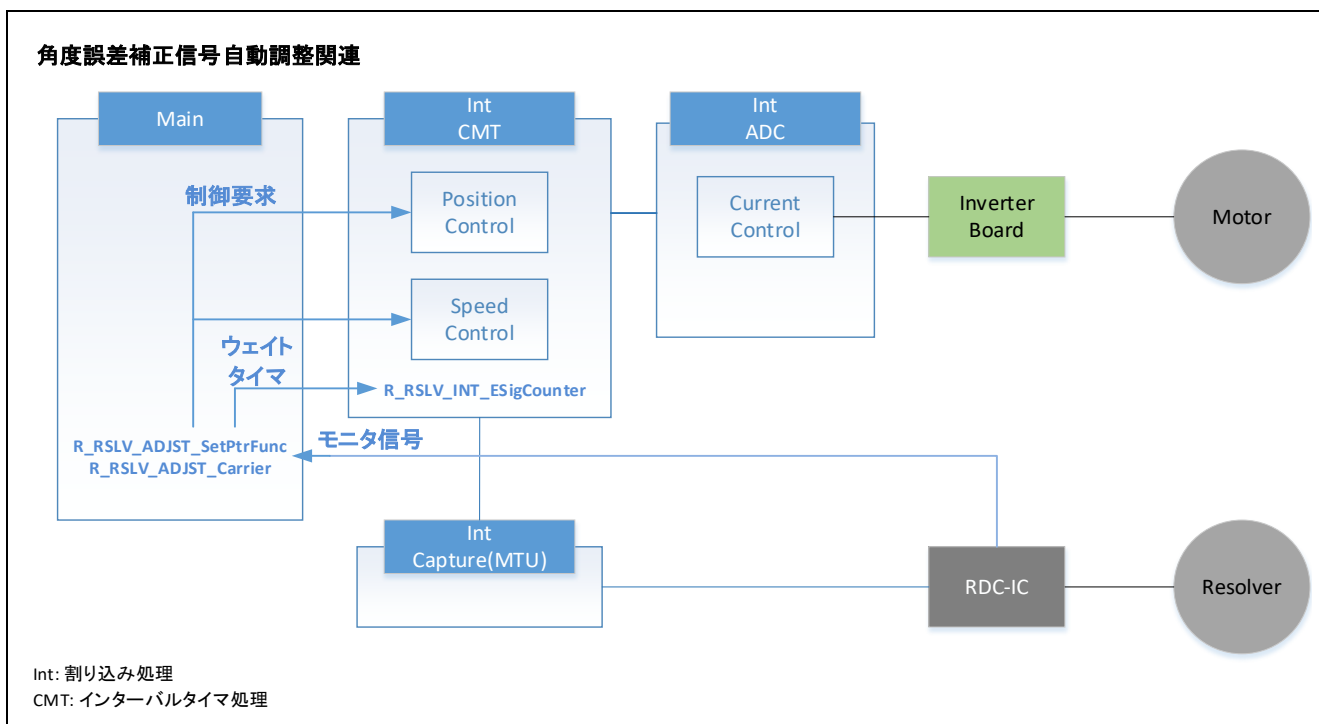 角度誤差補正信号自動調整関連
Main
Int
CMT
Int
ADC
制御要求
Position
Control
Current
Control
Inverter
Board
Motor
Speed
Control
ウェイト
タイマ
R_RSLV_INT_ESigCounter
R_RSLV_ADJST_SetPtrFunc
R_RSLV_ADJST_Carrier
モニタ信号
Int
Capture(MTU)
RDC-IC
Resolver
Int: 割り込み処理
CMT: インターバルタイマ処理